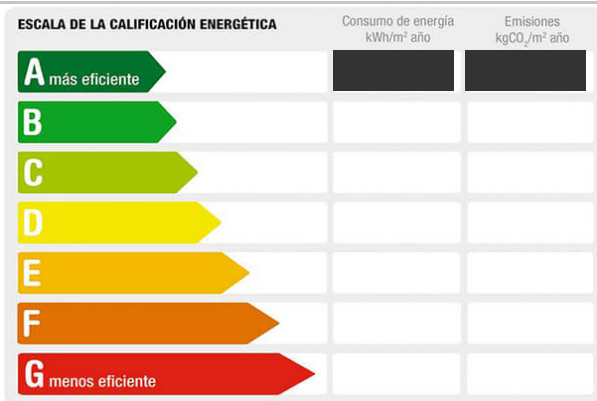 ESCALA DE LA CALIFICACIÓN ENERGÉTICA
Consumo de energía
kWh/m² año
Emisiones
kgCO₂/m² año
A más eficiente
B
C
D
E
F
G menos eficiente